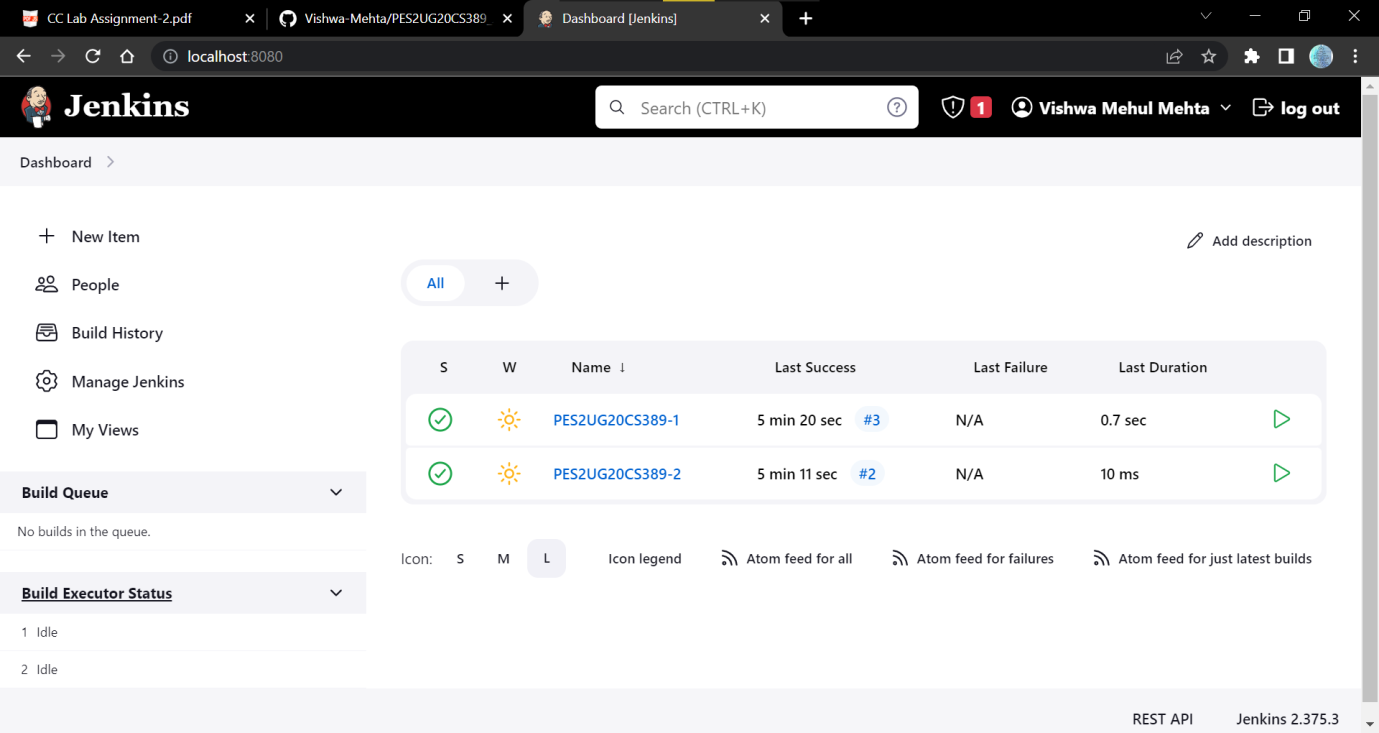 CC Lab Assignment-2.pdf
Vishwa-Mehta/PES2UG20CS389_
Dashboard [Jenkins]
localhost:8080
Jenkins
Search (CTRL+K)
1
Vishwa Mehul Mehta
log out
Dashboard
New Item
People
Build History
Manage Jenkins
My Views
Build Queue
No builds in the queue.
Build Executor Status
1 Idle
2 Idle
Add description
All +
S W Name ↓ Last Success Last Failure Last Duration
PES2UG20CS389-1 5 min 20 sec #3 N/A 0.7 sec
PES2UG20CS389-2 5 min 11 sec #2 N/A 10 ms
Icon: S M L Icon legend Atom feed for all Atom feed for failures Atom feed for just latest builds
REST API Jenkins 2.375.3